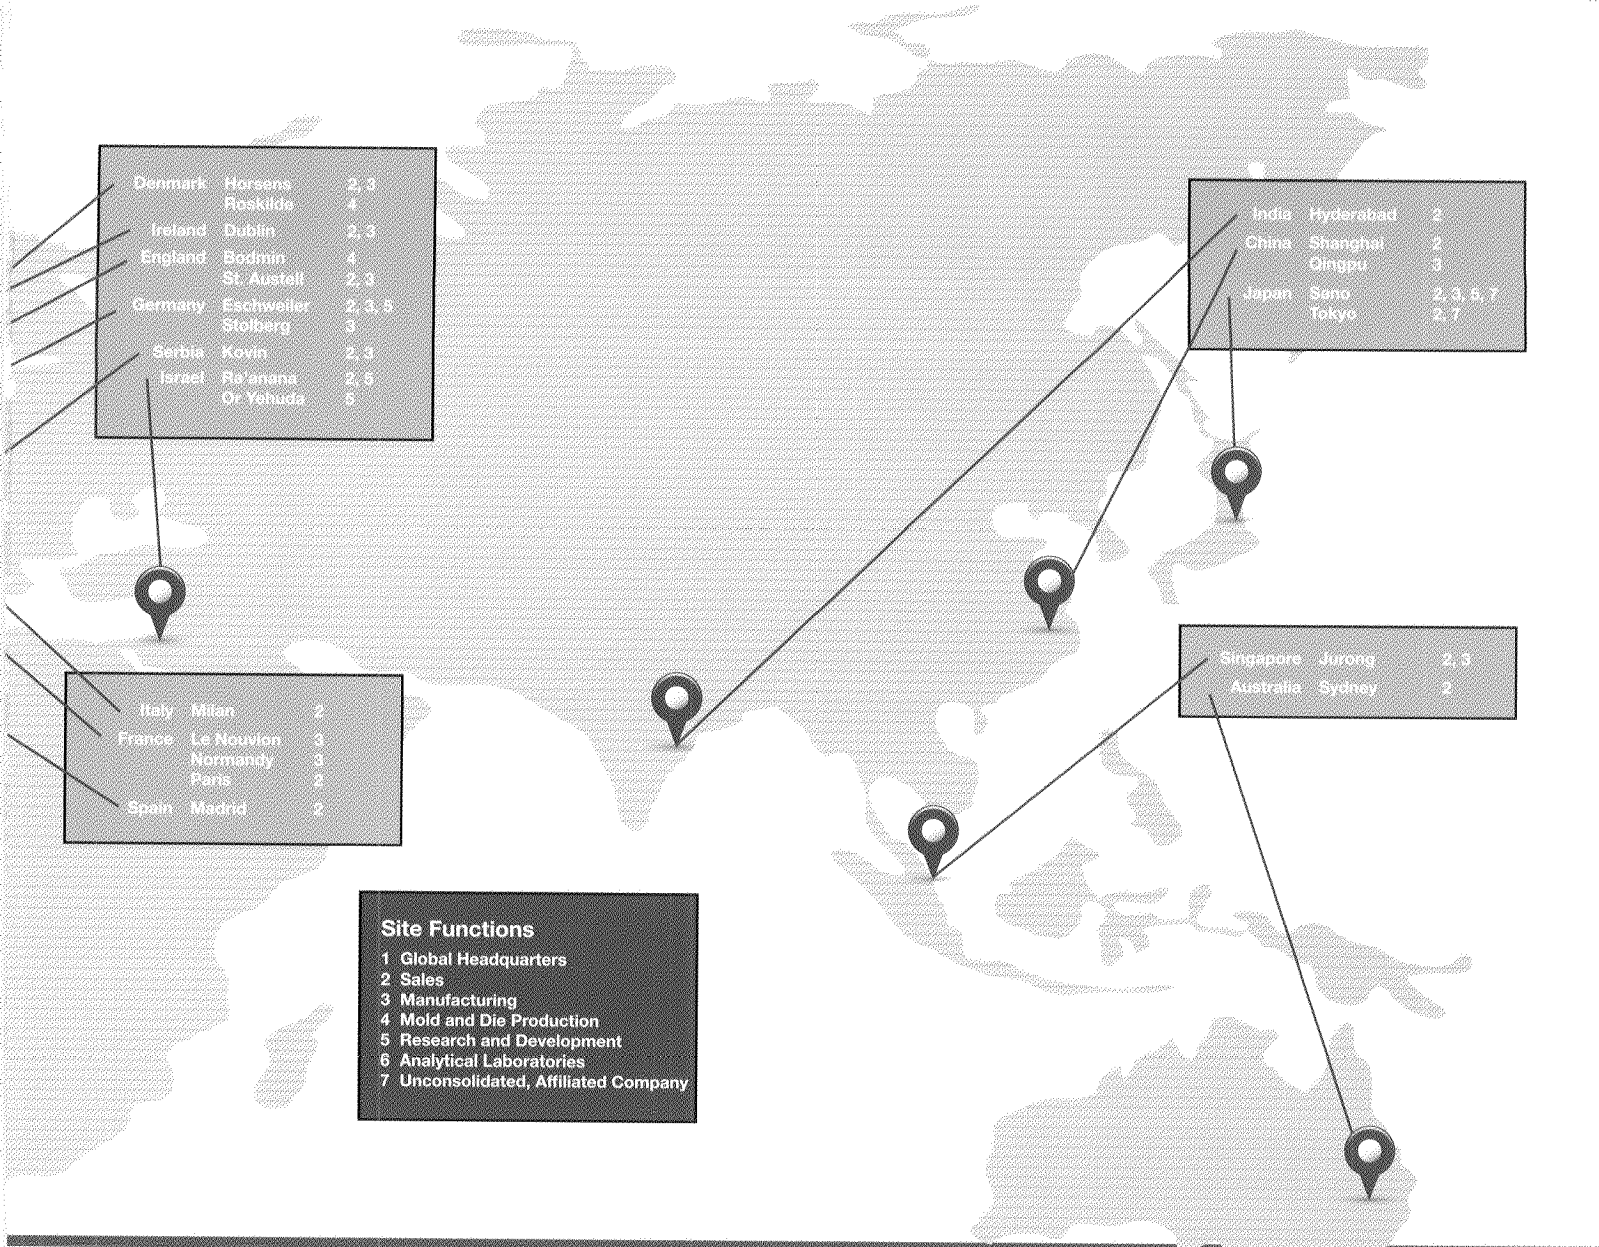 Denmark Horsens 2, 3
Roskilde 4
Ireland Dublin 2, 3
England Bodmin 4
St. Austell 2, 3
Germany Eschweiler 2, 3, 5
Stolberg 3
Serbia Kovin 2, 3
Israel Ra'anana 2, 5
Or Yehuda 5
India Hyderabad 2
China Shanghai 2
Qingpu 3
Japan Sano 2, 3, 5, 7
Tokyo 2, 7
Singapore Jurong 2, 3
Australia Sydney 2
Italy Milan 2
France Le Nouvion 3
Normandy 3
Paris 2
Spain Madrid 2
Site Functions
1 Global Headquarters
2 Sales
3 Manufacturing
4 Mold and Die Production
5 Research and Development
6 Analytical Laboratories
7 Unconsolidated, Affiliated Company